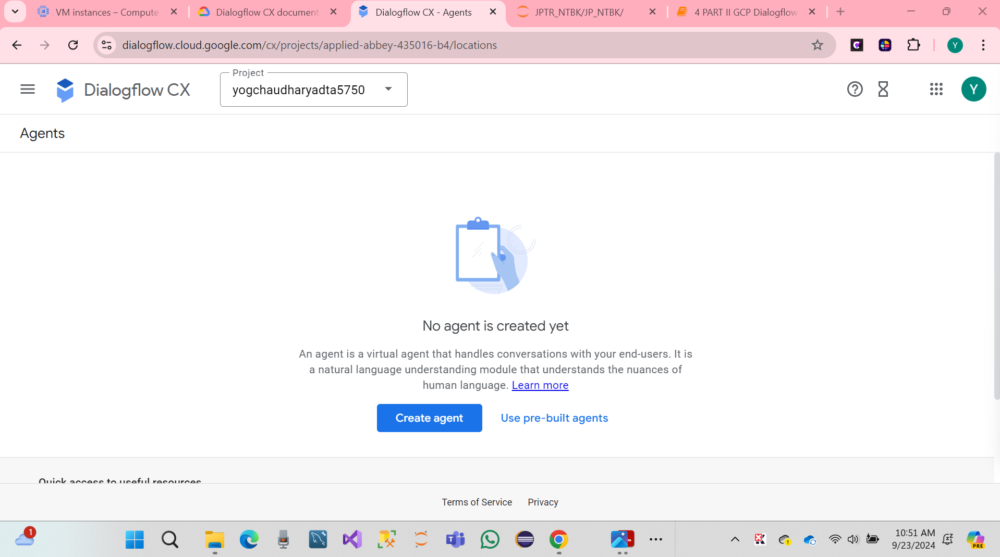 VM instances – Compute
Dialogflow CX document
Dialogflow CX - Agents
JPTR_NTBK/JP_NTBK/
4 PART II GCP Dialogflow
dialogflow.cloud.google.com/cx/projects/applied-abbey-435016-b4/locations
Y
Dialogflow CX
Project
yogchaudharyadta5750
Y
Agents
No agent is created yet
An agent is a virtual agent that handles conversations with your end-users. It is
a natural language understanding module that understands the nuances of
human language. Learn more
Create agent
Use pre-built agents
Quick access to useful resources
Terms of Service
Privacy
1
10:51 AM
9/23/2024
PRE